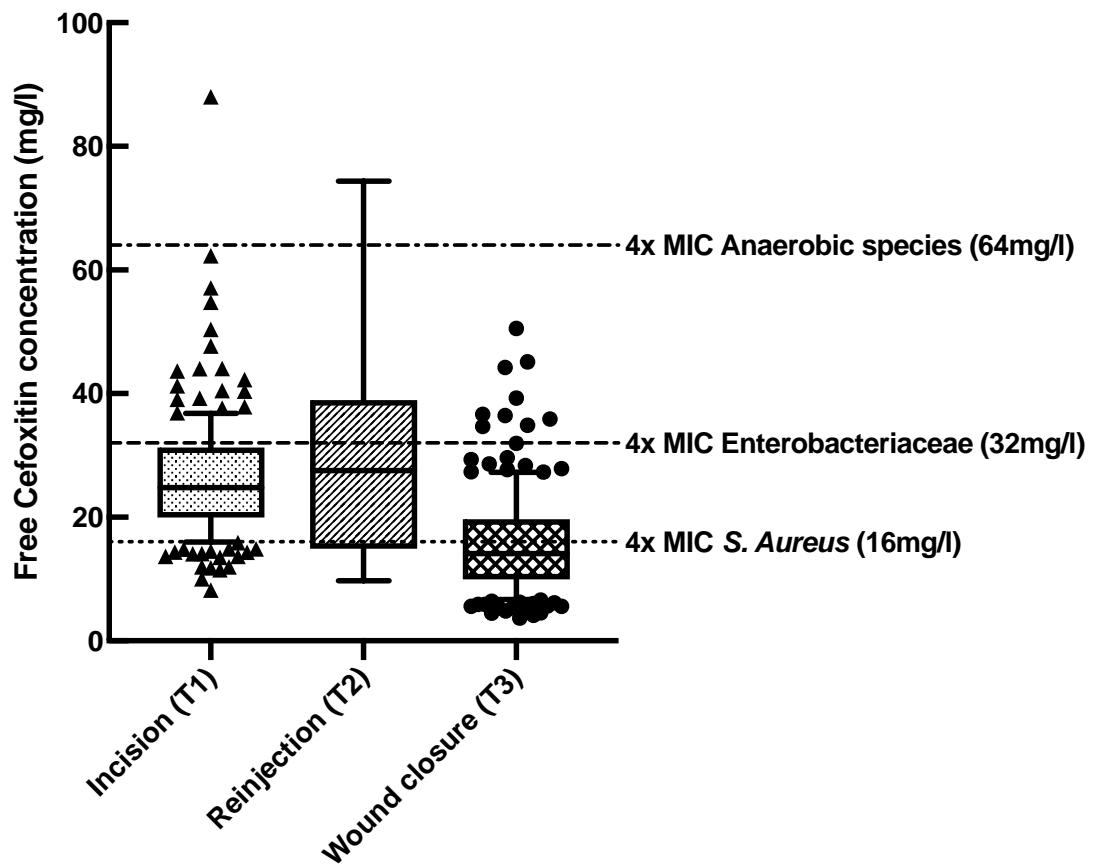 Free Cefoxitin concentration (mg/l)
100
80
60
40
20
0
4x MIC Anaerobic species (64mg/l)
4x MIC Enterobacteriaceae (32mg/l)
4x MIC S. Aureus (16mg/l)
Incision (T1)
Reinjection (T2)
Wound closure (T3)